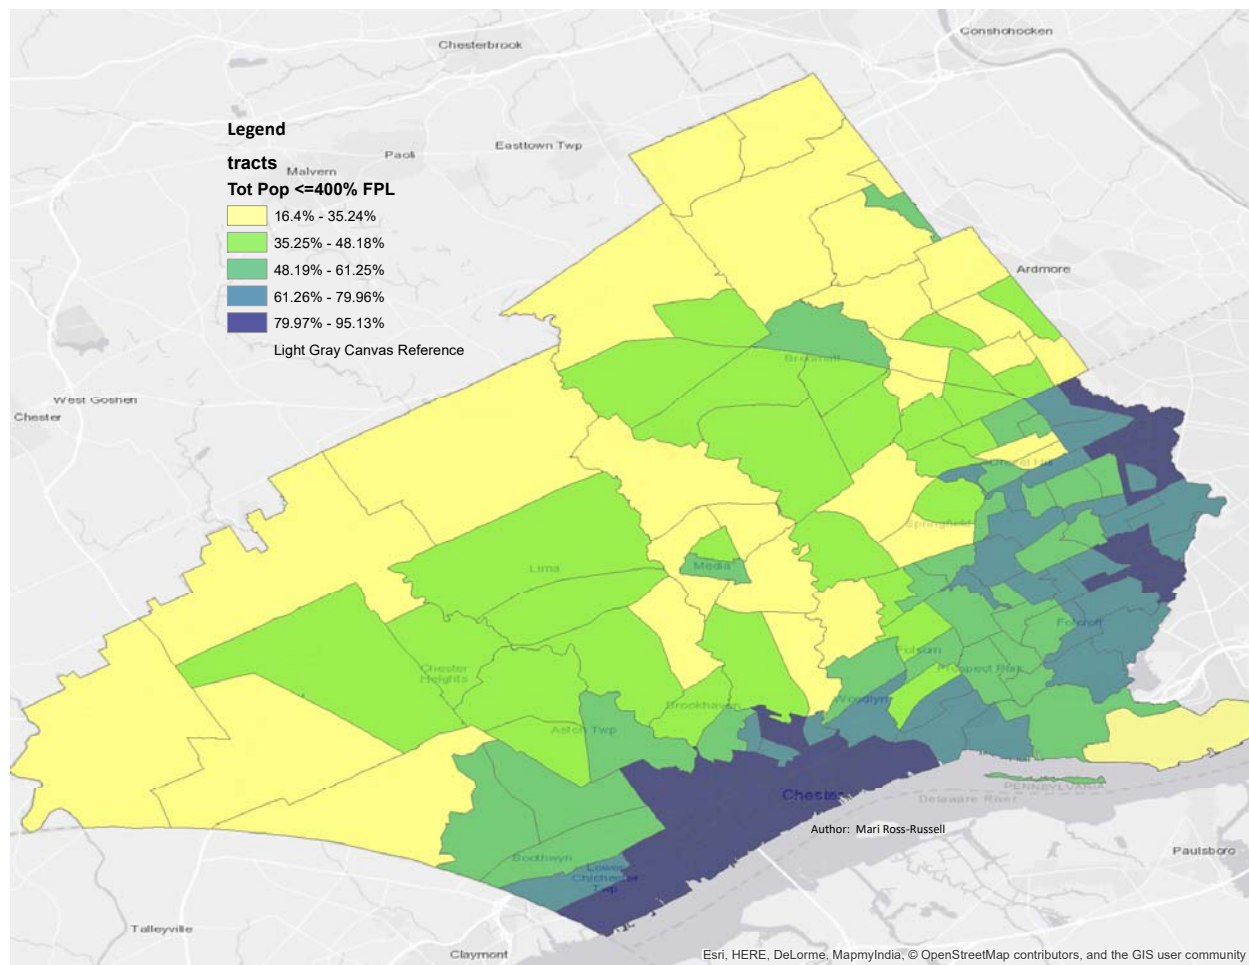 Conshohocken
Chesterbrook
Legend
Easttown Twp
Paoli
tracts
Malvern
Tot Pop <=400% FPL
16.4% - 35.24%
35.25% - 48.18%
48.19% - 61.25%
61.26% - 79.96%
79.97% - 95.13%
Light Gray Canvas Reference
Ardmore
Broomall
West Goshen
Chester
Drexel Hill
Springfield
Media
Lima
Folcroft
Folsom
Chester
Heights
Prospect Park
Woodlyn
Brookhaven
Aston Twp
PENNSYLVANIA
Chester
Delaware River
Author: Mari Ross-Russell
Paulsboro
Boothwyn
Lower
Chichester
Twp
Talleyville
Claymont
Esri, HERE, DeLorme, MapmyIndia, © OpenStreetMap contributors, and the GIS user community